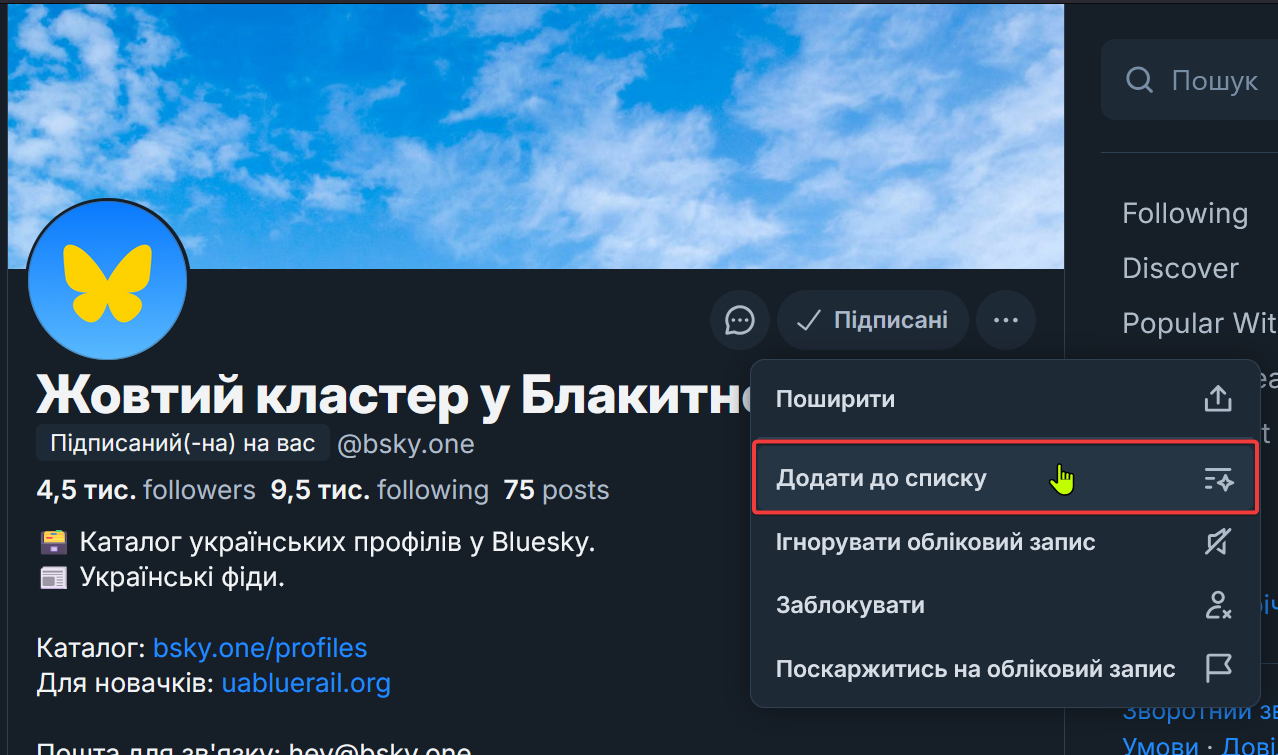 Пошук
Following
Discover
Popular Wit
Підписані
Жовтий кластер у Блакитн
Підписаний(-на) на вас @bsky.one
4,5 тис. followers 9,5 тис. following 75 posts
Каталог українських профілів у Bluesky.
Українські фіди.
Каталог: bsky.one/profiles
Для новачків: uabluerail.org
Пошта для зв'язку: hey@bsky.one
Поширити
Додати до списку
Ігнорувати обліковий запис
Заблокувати
Поскаржитись на обліковий запис
Зворотний зв
Умови · Дові